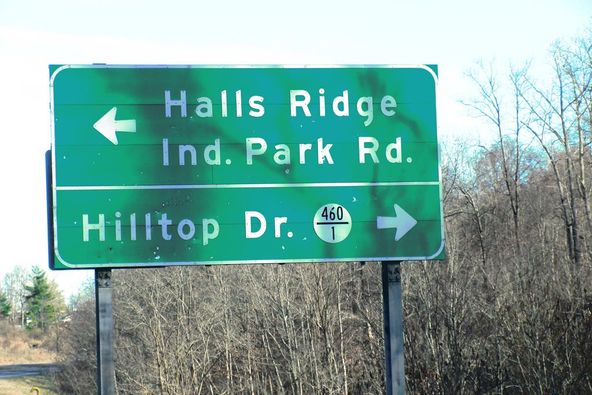 Halls Ridge
Ind. Park Rd.
Hilltop Dr. 460 1